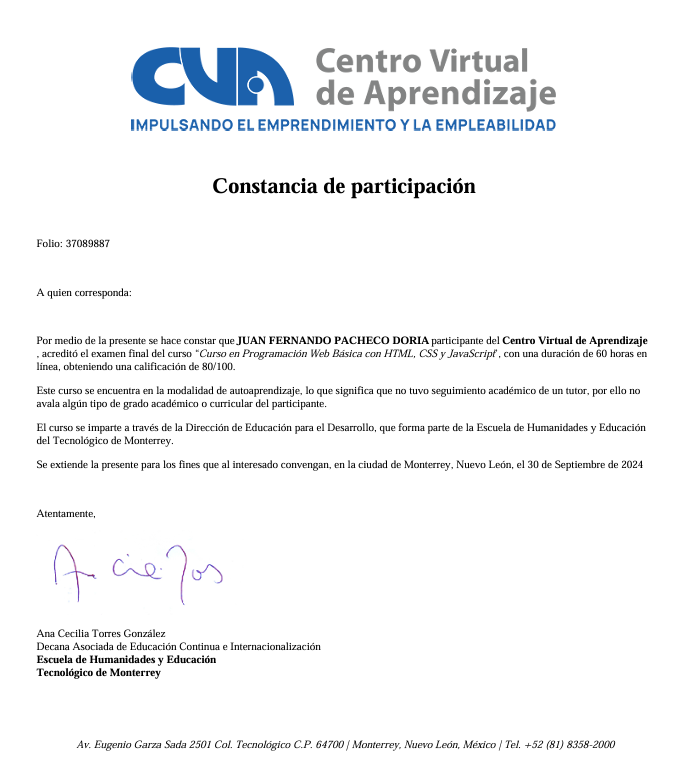 CVA Centro Virtual
de Aprendizaje
IMPULSANDO EL EMPRENDIMIENTO Y LA EMPLEABILIDAD
Constancia de participación
Folio: 37089887
A quien corresponda:
Por medio de la presente se hace constar que JUAN FERNANDO PACHECO DORIA participante del Centro Virtual de Aprendizaje
, acreditó el examen final del curso "Curso en Programación Web Básica con HTML, CSS y JavaScript", con una duración de 60 horas en
línea, obteniendo una calificación de 80/100.
Este curso se encuentra en la modalidad de autoaprendizaje, lo que significa que no tuvo seguimiento académico de un tutor, por ello no
avala algún tipo de grado académico o curricular del participante.
El curso se imparte a través de la Dirección de Educación para el Desarrollo, que forma parte de la Escuela de Humanidades y Educación
del Tecnológico de Monterrey.
Se extiende la presente para los fines que al interesado convengan, en la ciudad de Monterrey, Nuevo León, el 30 de Septiembre de 2024
Atentamente,
Ana Cecilia Torres González
Decana Asociada de Educación Continua e Internacionalización
Escuela de Humanidades y Educación
Tecnológico de Monterrey
Av. Eugenio Garza Sada 2501 Col. Tecnológico C.P. 64700 | Monterrey, Nuevo León, México | Tel. +52 (81) 8358-2000